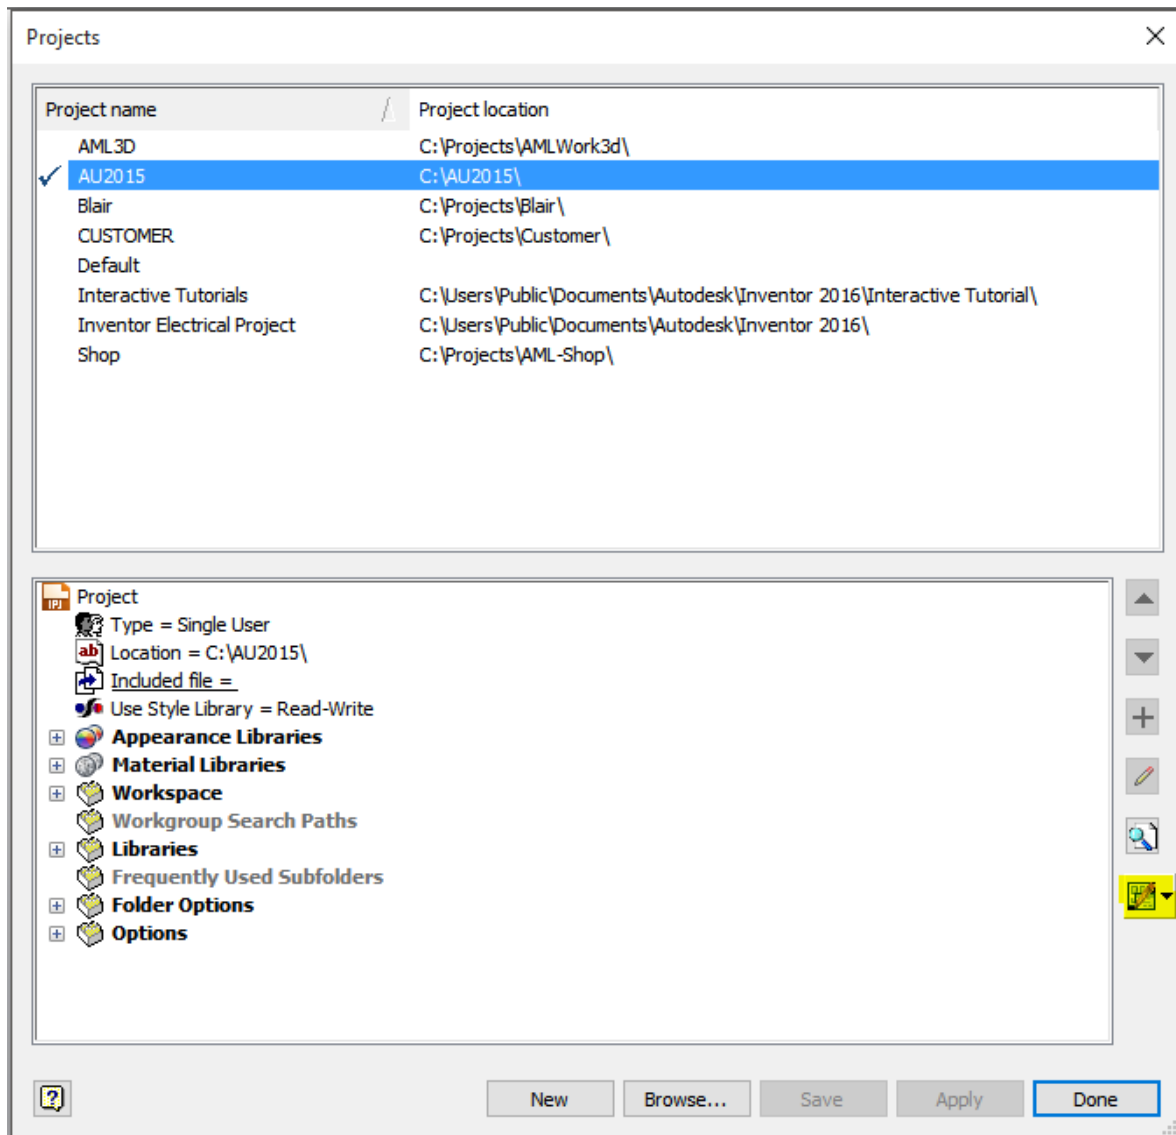 Projects
Project name Project location
AML3D C:\Projects\AMLWork3d\
AU2015 C:\AU2015\
Blair C:\Projects\Blair\
CUSTOMER C:\Projects\Customer\
Default
Interactive Tutorials C:\Users\Public\Documents\Autodesk\Inventor 2016\Interactive Tutorial\
Inventor Electrical Project C:\Users\Public\Documents\Autodesk\Inventor 2016\
Shop C:\Projects\AML-Shop\
IPJ Project
Type = Single User
ab Location = C:\AU2015\
Included file =
Use Style Library = Read-Write
Appearance Libraries
Material Libraries
Workspace
Workgroup Search Paths
Libraries
Frequently Used Subfolders
Folder Options
Options
? New Browse... Save Apply Done